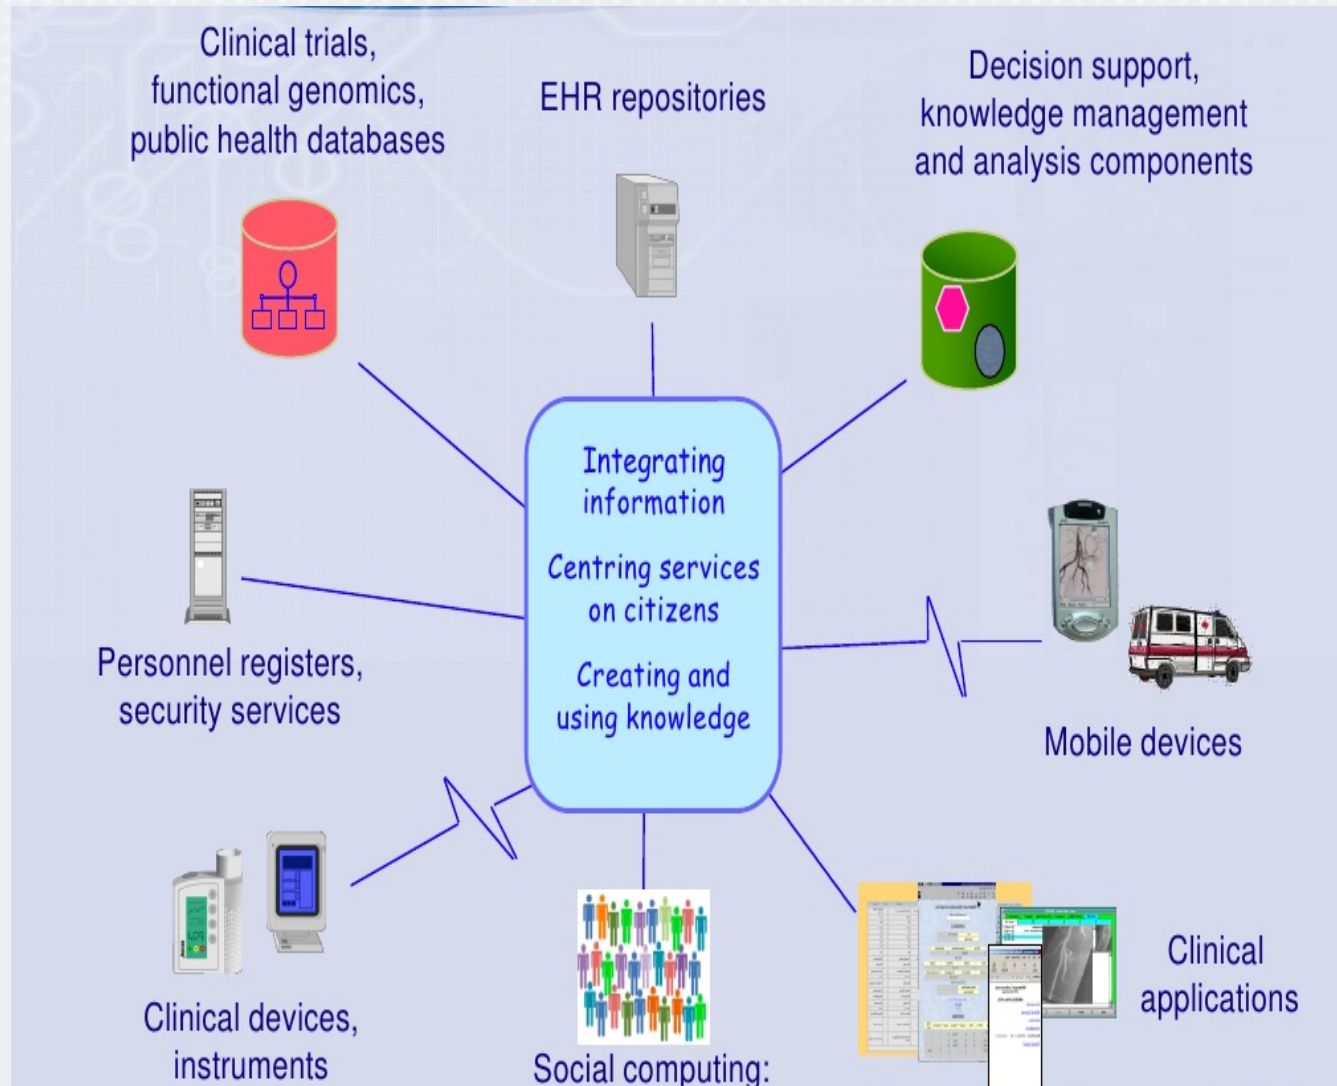 Clinical trials,
functional genomics,
public health databases
EHR repositories
Decision support,
knowledge management
and analysis components
Integrating
information
Centring services
on citizens
Creating and
using knowledge
Personnel registers,
security services
Mobile devices
Clinical devices,
instruments
Social computing:
Clinical
applications